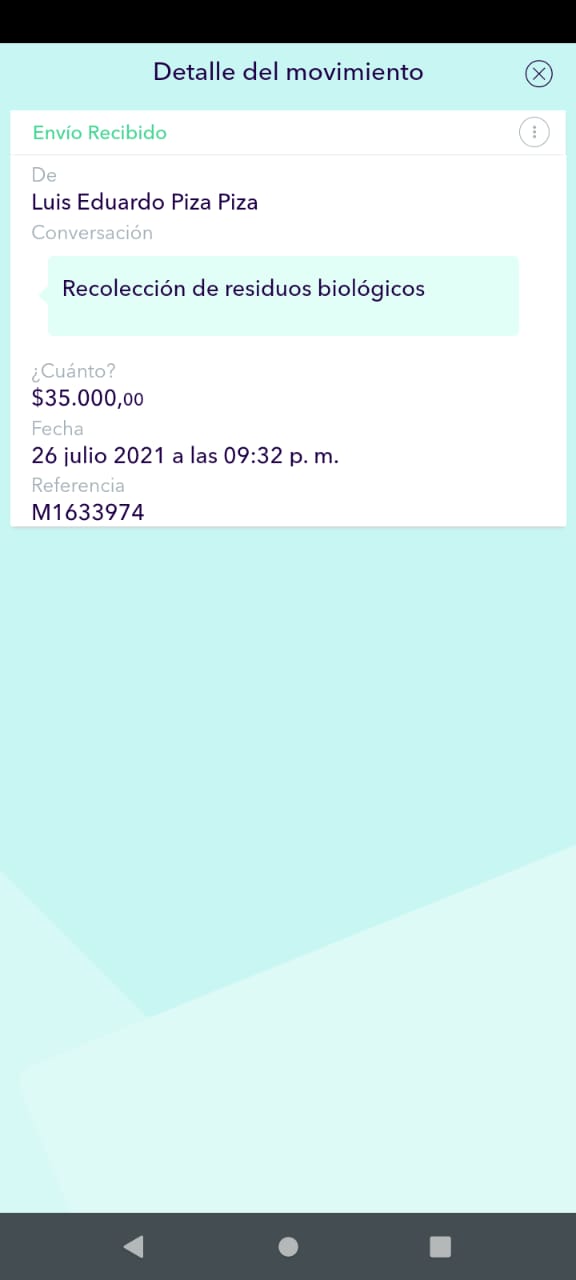 Detalle del movimiento
Envío Recibido
De
Luis Eduardo Piza Piza
Conversación
Recolección de residuos biológicos
¿Cuánto?
$35.000,00
Fecha
26 julio 2021 a las 09:32 p. m.
Referencia
M1633974